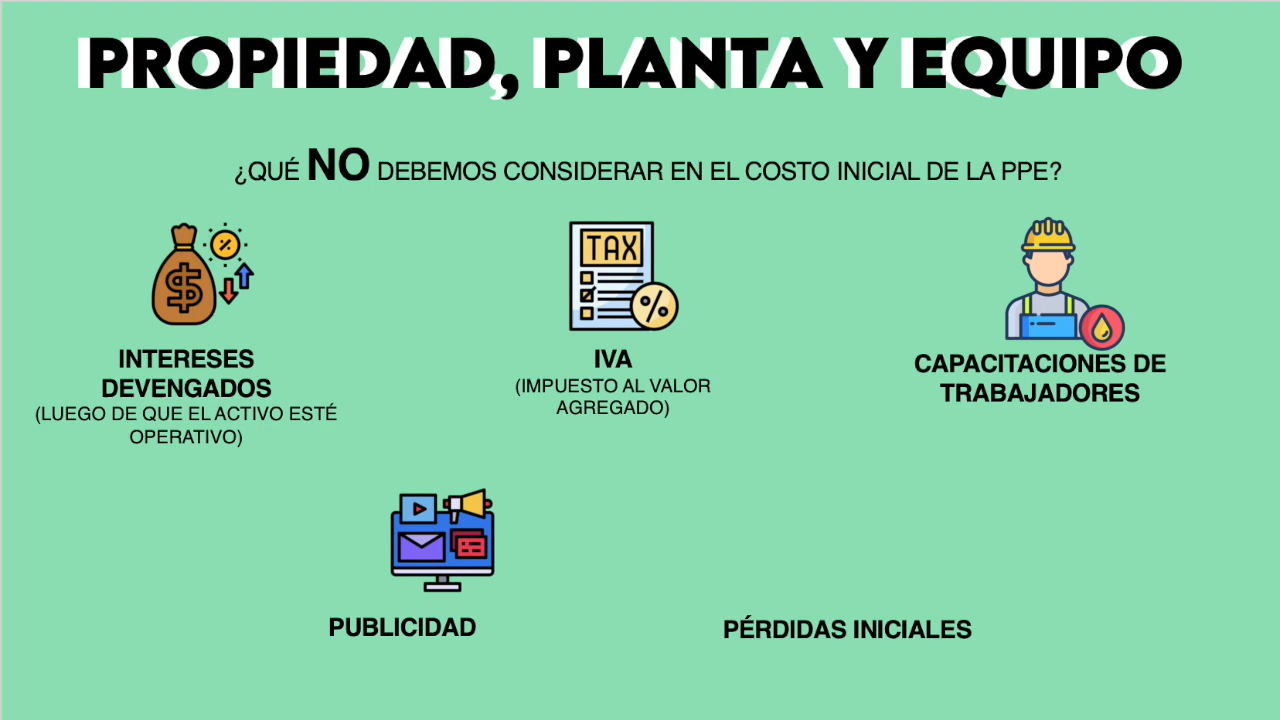 PROPIEDAD, PLANTA Y EQUIPO
¿QUÉ NO DEBEMOS CONSIDERAR EN EL COSTO INICIAL DE LA PPE?
TAX
INTERESES
DEVENGADOS
(LUEGO DE QUE EL ACTIVO ESTÉ
OPERATIVO)
IVA
(IMPUESTO AL VALOR
AGREGADO)
CAPACITACIONES DE
TRABAJADORES
PUBLICIDAD
PÉRDIDAS INICIALES